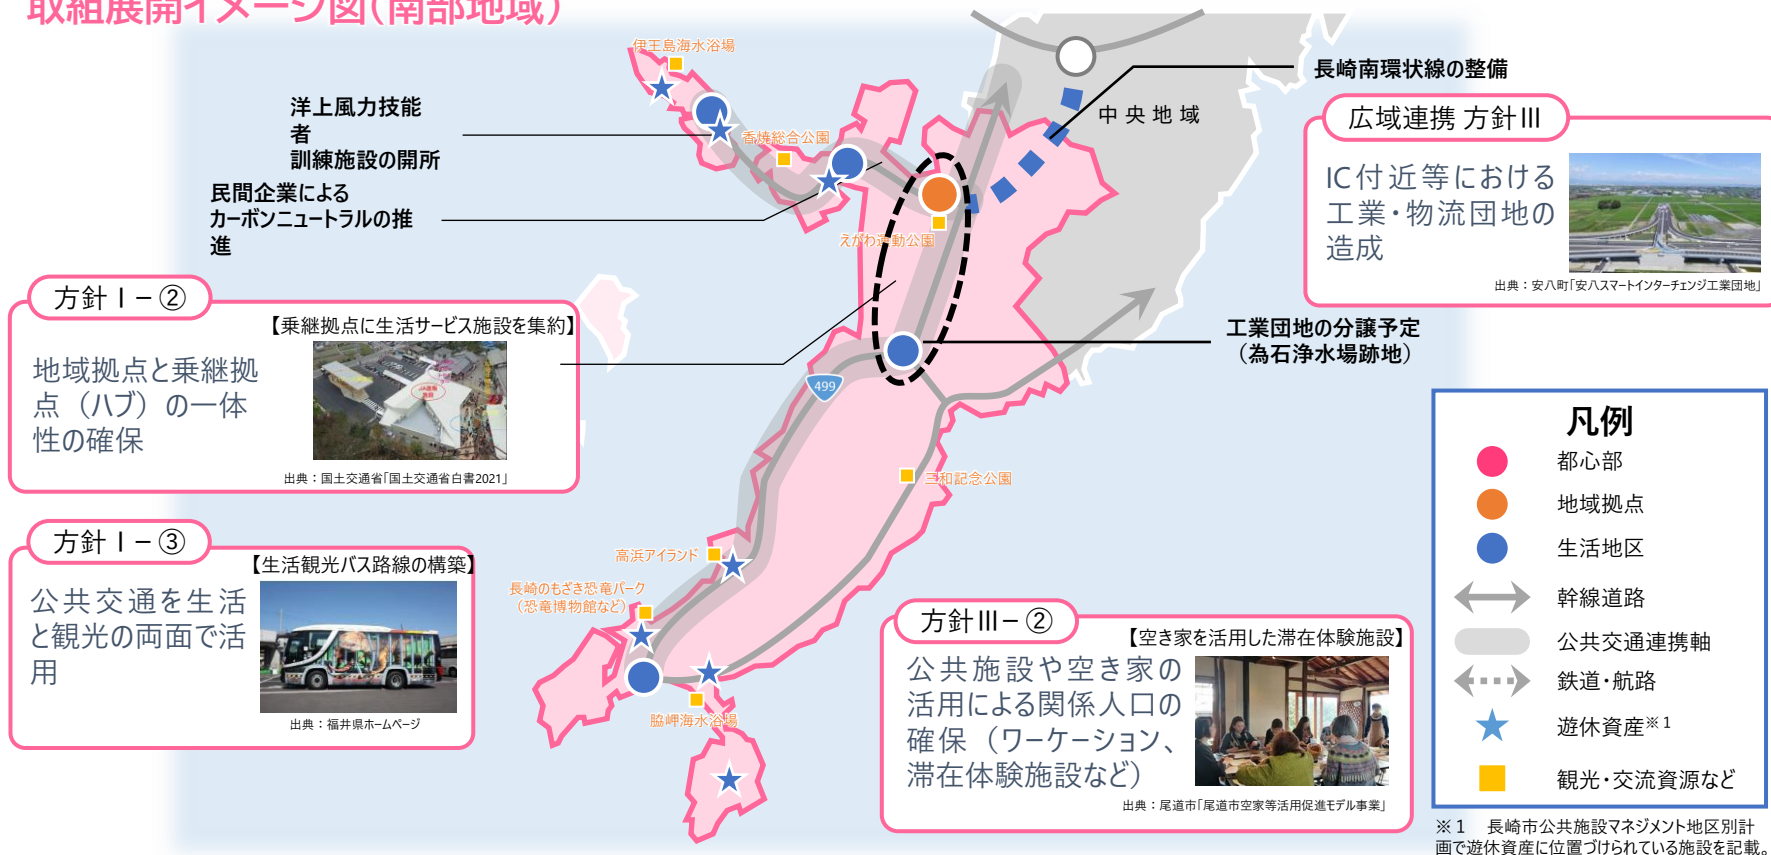 取組展開イメージ図(南部地域)
伊王島海水浴場
長崎南環状線の整備
洋上風力技能
者
訓練施設の開所
中央地域
広域連携 方針Ⅲ
香焼総合公園
IC付近等における
工業・物流団地の
造成
民間企業による
カーボンニュートラルの推
進
えがわ運動公園
出典：安八町「安八スマートインターチェンジ工業団地」
方針Ⅰ－②
【乗継拠点に生活サービス施設を集約】
地域拠点と乗継拠
点（ハブ）の一体
性の確保
出典：国土交通省「国土交通省白書2021」
工業団地の分譲予定
（為石浄水場跡地）
499
三和記念公園
凡例
都心部
地域拠点
生活地区
幹線道路
公共交通連携軸
鉄道・航路
遊休資産※1
観光・交流資源など
※1　長崎市公共施設マネジメント地区別計
画で遊休資産に位置づけられている施設を記載。
方針Ⅰ－③
【生活観光バス路線の構築】
公共交通を生活
と観光の両面で活
用
出典：福井県ホームページ
高浜アイランド
長崎のもざき恐竜パーク
（恐竜博物館など）
脇岬海水浴場
方針Ⅲ－②
【空き家を活用した滞在体験施設】
公共施設や空き家の
活用による関係人口の
確保（ワーケーション、
滞在体験施設など）
出典：尾道市「尾道市空家等活用促進モデル事業」